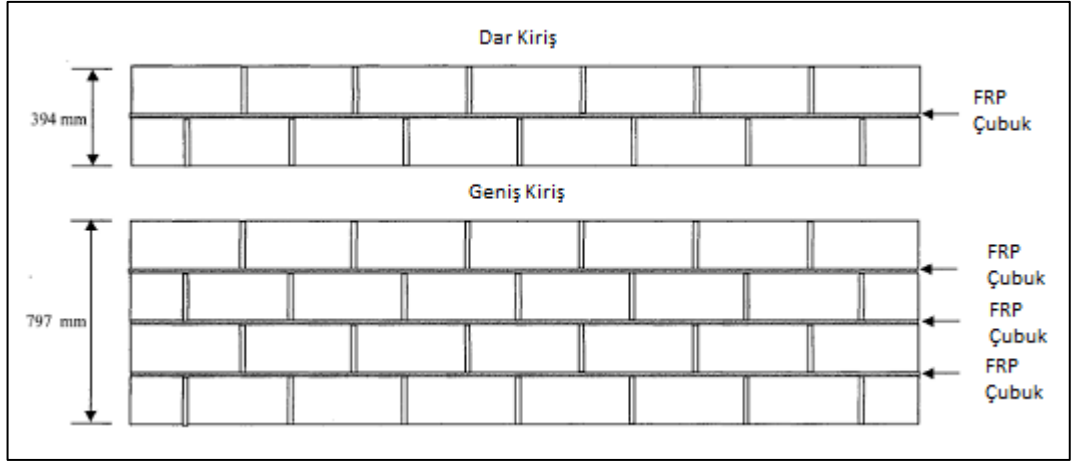 Dar Kiriş
394 mm
FRP
Çubuk
Geniş Kiriş
797 mm
FRP
Çubuk
FRP
Çubuk
FRP
Çubuk